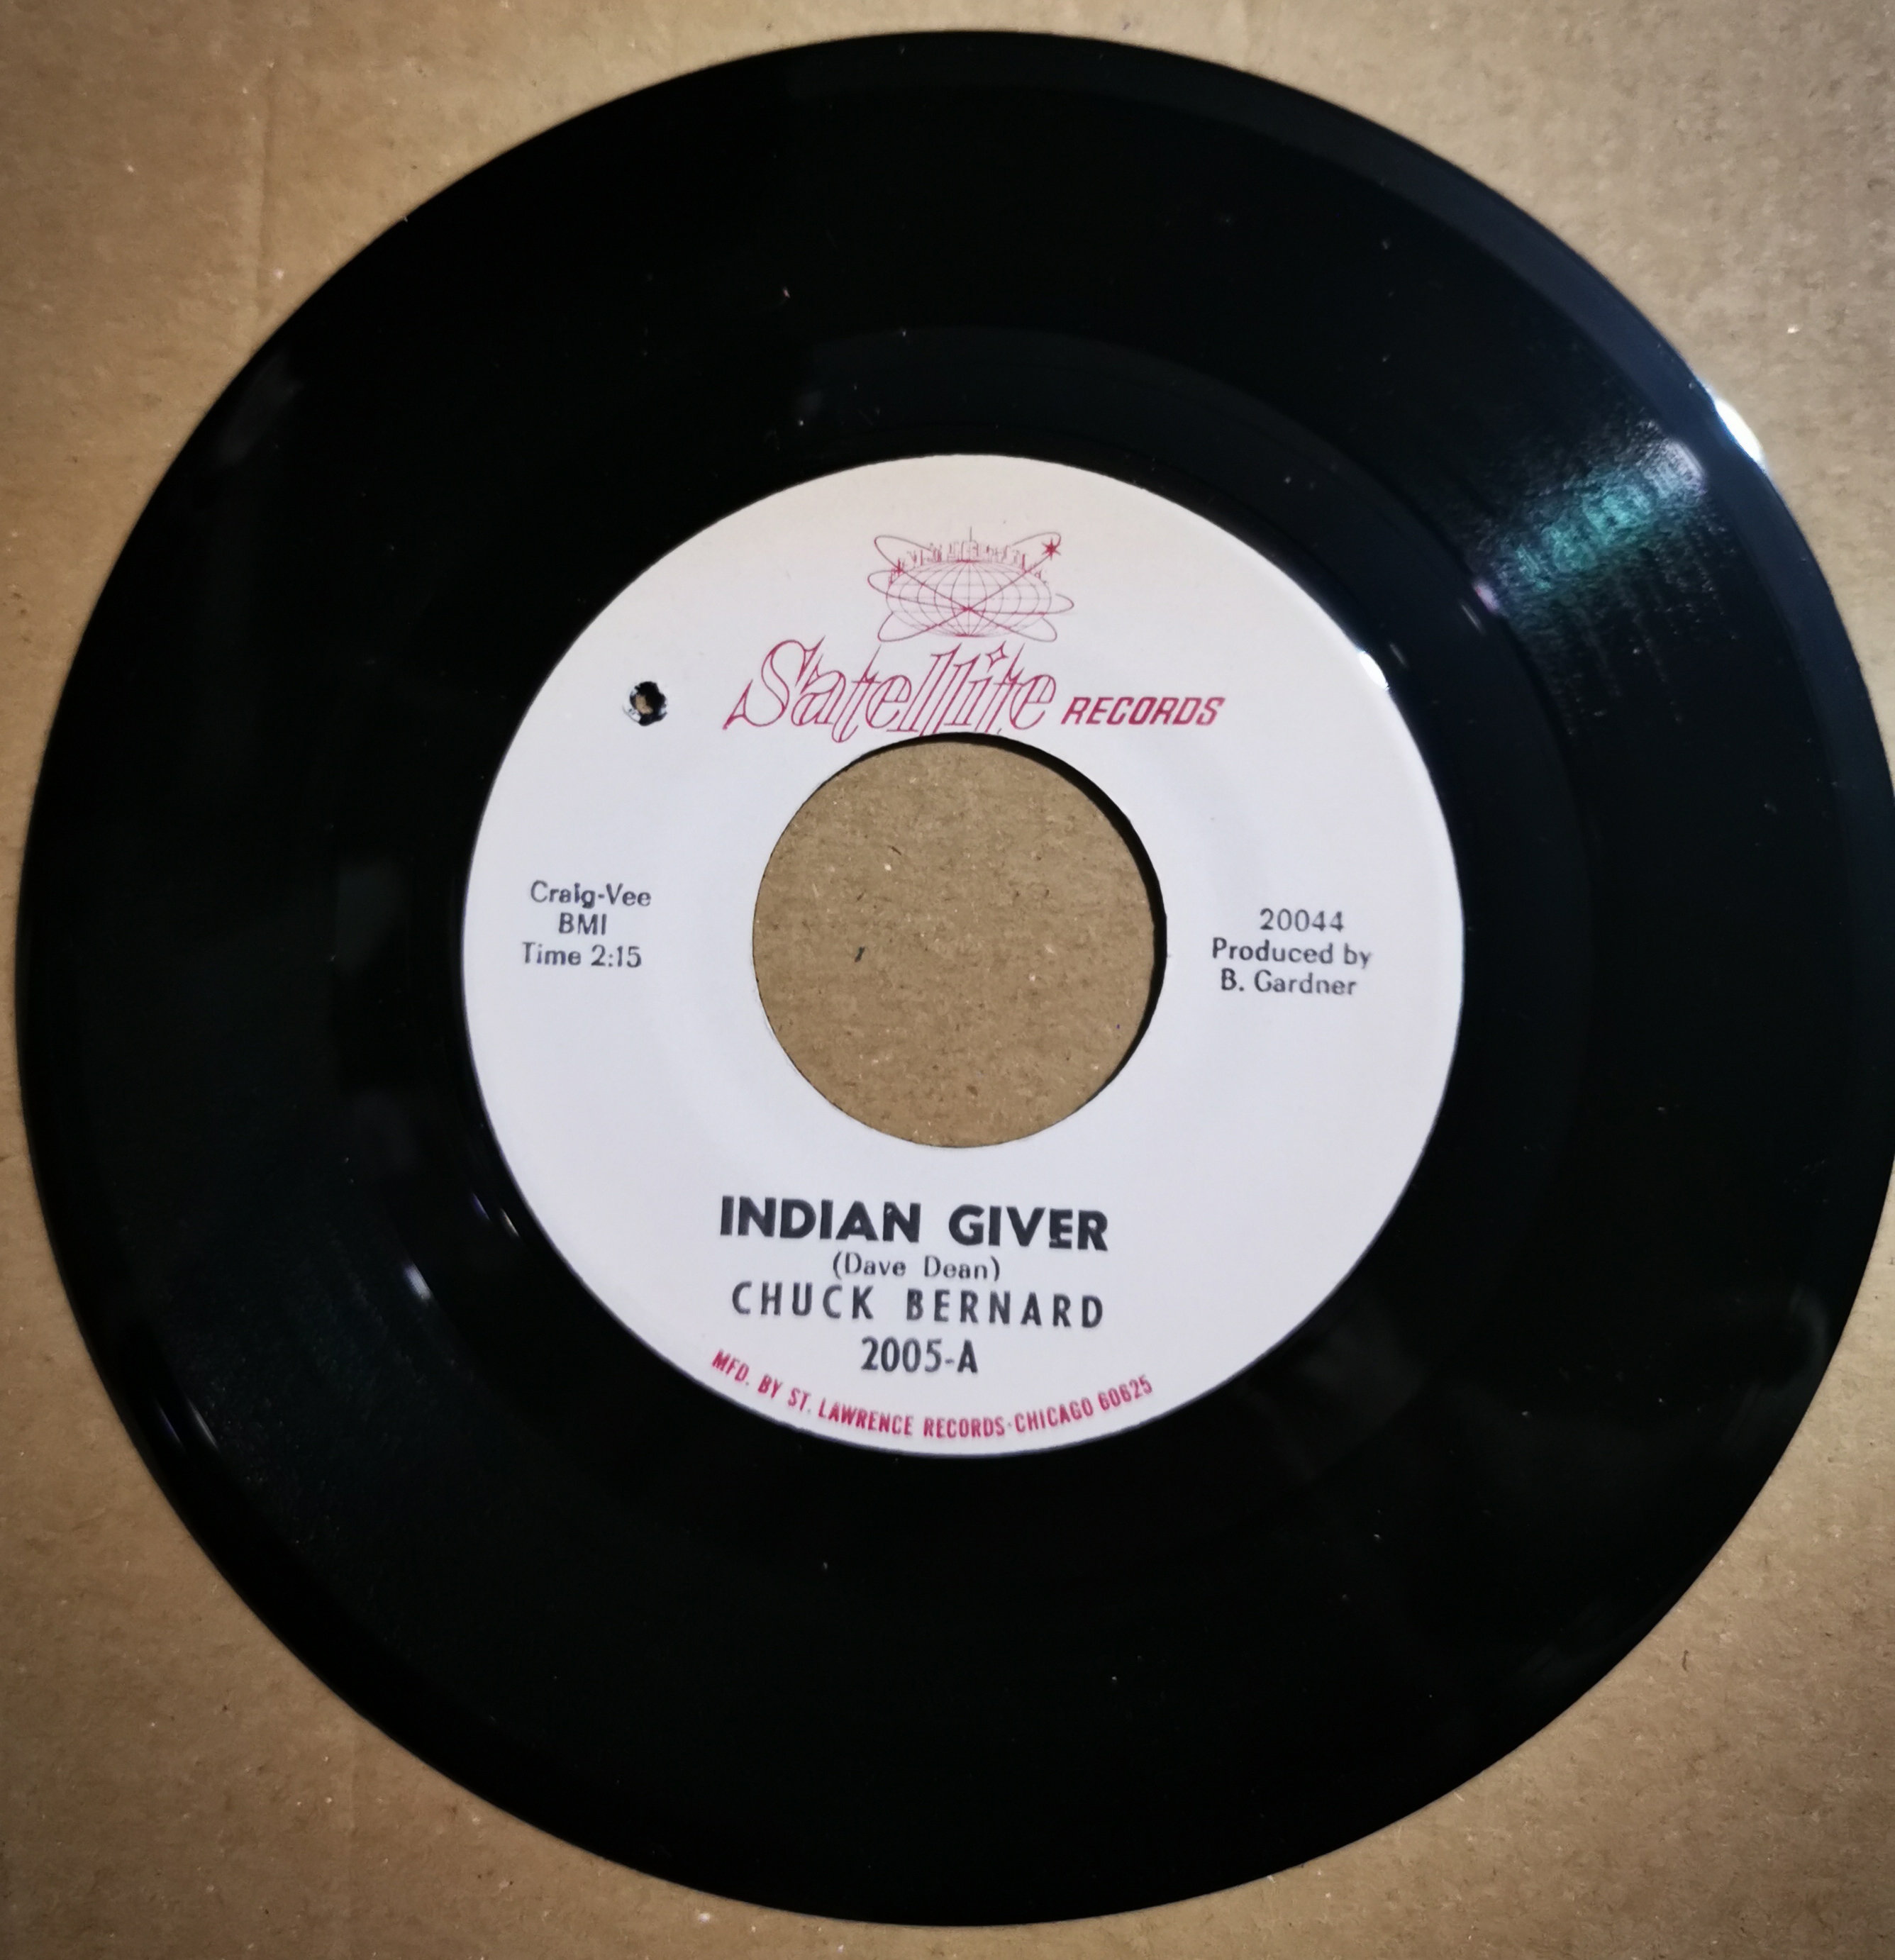 Satellite RECORDS
Craig-Vee
BMI
Time 2:15
20044
Produced by
B. Gardner
INDIAN GIVER
(Dave Dean)
CHUCK BERNARD
2005-A
MFD. BY ST. LAWRENCE RECORDS·CHICAGO 60625